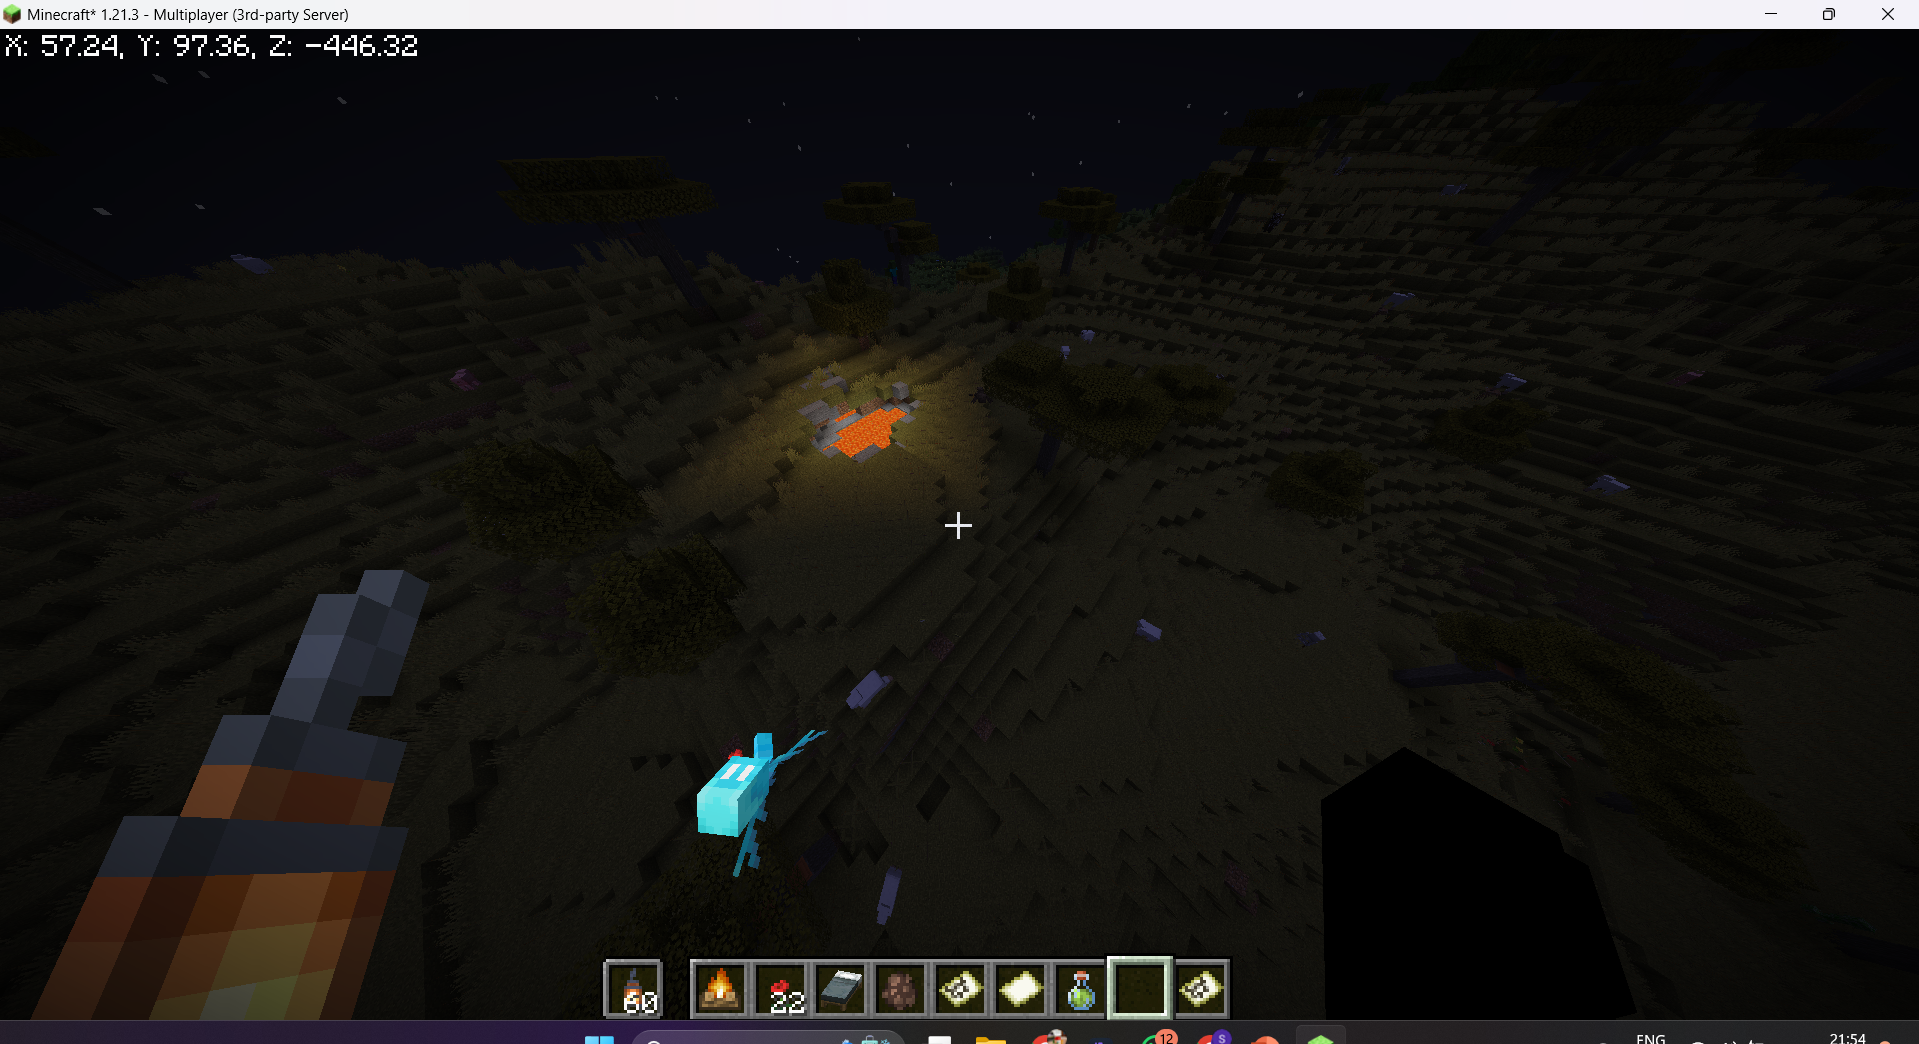 Minecraft* 1.21.3 - Multiplayer (3rd-party Server)
X: 57.24, Y: 97.36, Z: -446.32
60
22
12
S
ENG
21:54